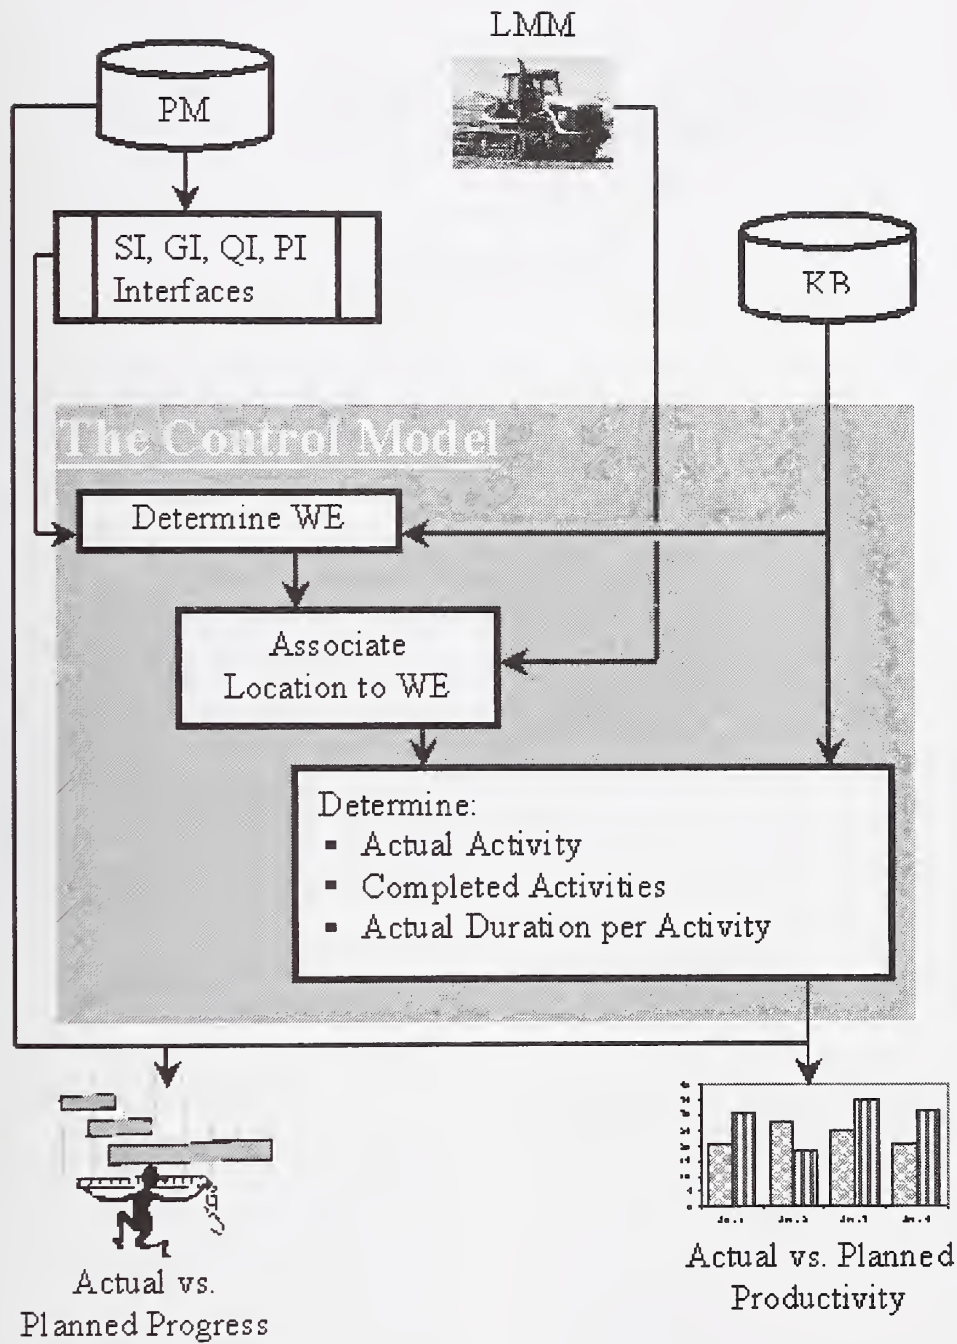 LMM
PM
SI, GI, QI, PI
Interfaces
KB
The Control Model
Determine WE
Associate
Location to WE
Determine:
▪ Actual Activity
▪ Completed Activities
▪ Actual Duration per Activity
Actual vs.
Planned Progress
Actual vs. Planned
Productivity